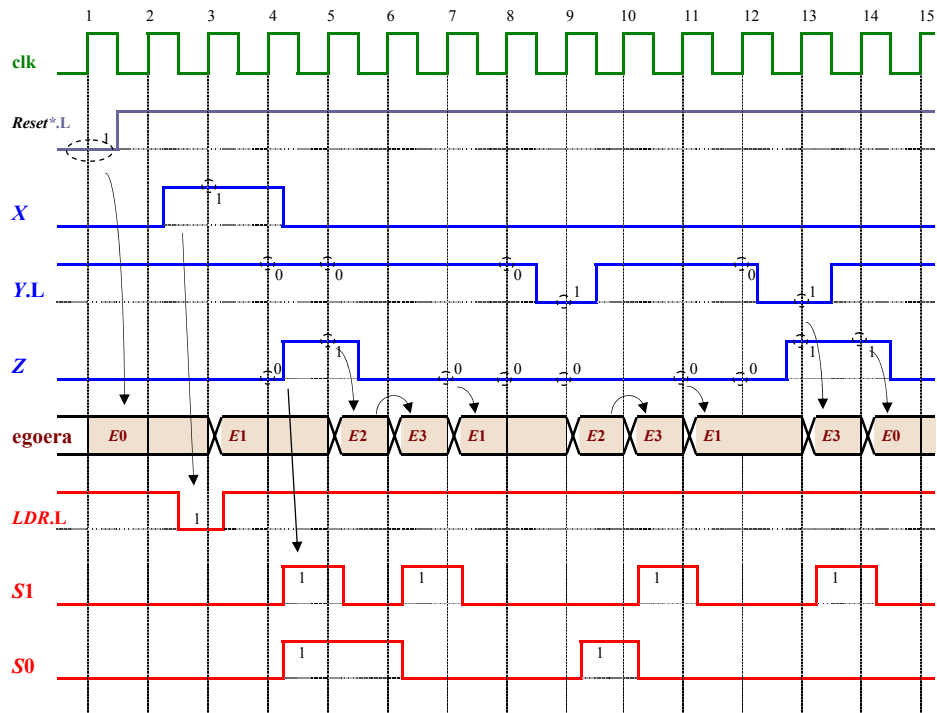 1 2 3 4 5 6 7 8 9 10 11 12 13 14 15
clk
Reset*.L 1
X 1
Y.L 0 0 0 1 0 1
Z 0 1 0 0 0 0 0 1 1
egoera E0 E1 E2 E3 E1 E2 E3 E1 E3 E0
LDR.L 1
S1 1 1 1 1
S0 1 1